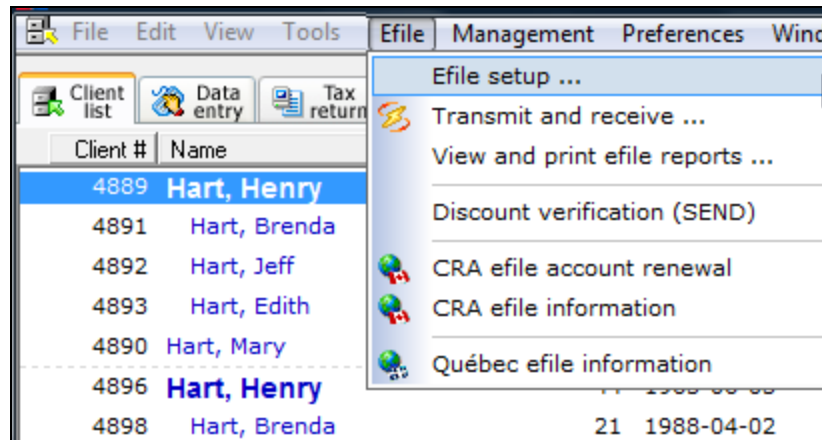 File Edit View Tools Efile Management Preferences
Client list
Data entry
Tax return
Efile setup ...
Transmit and receive ...
View and print efile reports ...
Discount verification (SEND)
CRA efile account renewal
CRA efile information
Québec efile information
Client # Name
4889 Hart, Henry
4891 Hart, Brenda
4892 Hart, Jeff
4893 Hart, Edith
4890 Hart, Mary
4896 Hart, Henry
4898 Hart, Brenda 21 1988-04-02